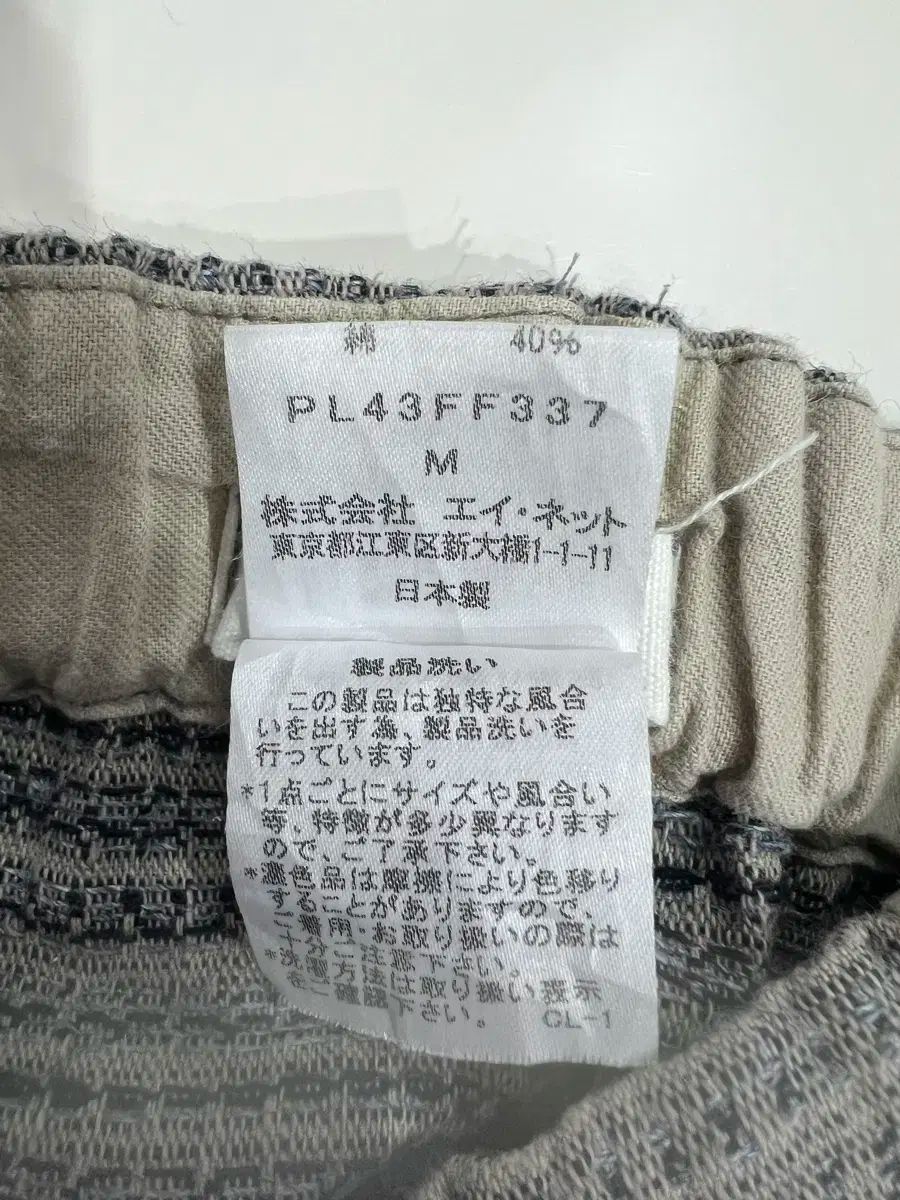 綿 40%
PL43FF337
M
株式会社 エイ・ネット
東京都江東区新大橋1-1-11
日本製
製品洗い
この製品は独特な風合
いを出す為、製品洗いを
行っています。
*1点ごとにサイズや風合い
等、特徴が多少異なります
ので、ご了承下さい。
*濃色品は摩擦により色移り
することがありますので、
ご着用・お取り扱いの際は
十分ご注意下さい。
*洗濯方法は取り扱い表示
をご確認下さい。 CL-1